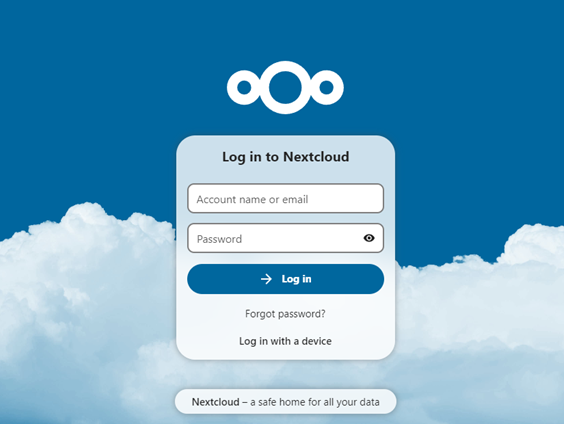 Log in to Nextcloud
Account name or email
Password
Log in
Forgot password?
Log in with a device
Nextcloud – a safe home for all your data